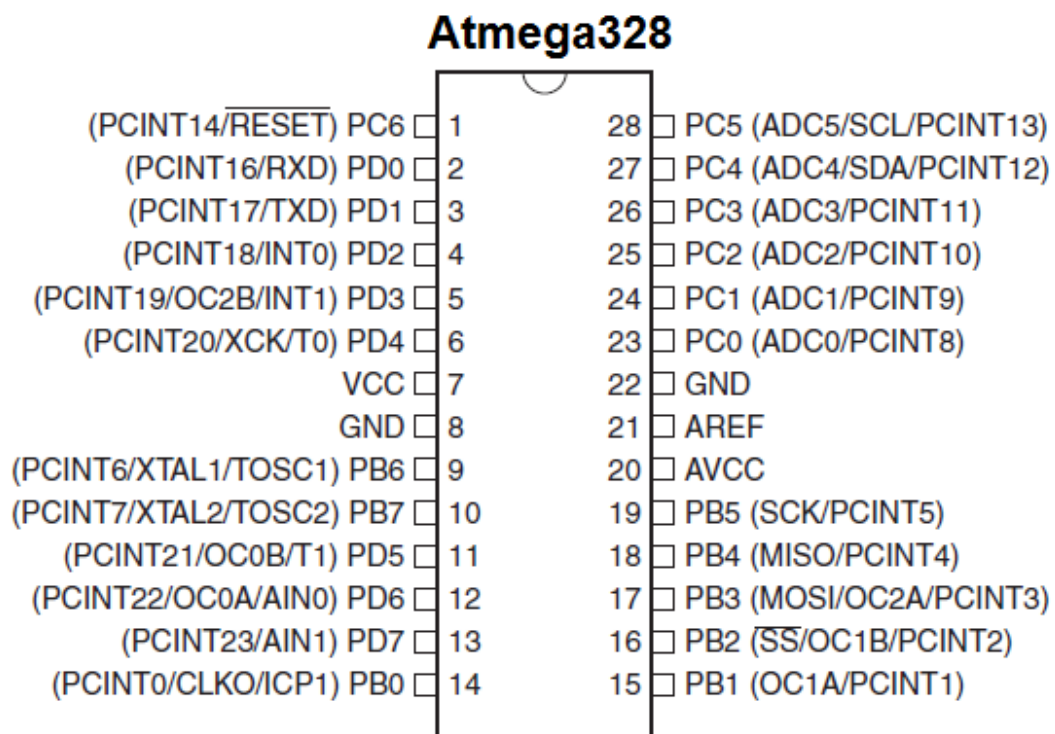 Atmega328
(PCINT14/RESET) PC6 1 28 PC5 (ADC5/SCL/PCINT13)
(PCINT16/RXD) PD0 2 27 PC4 (ADC4/SDA/PCINT12)
(PCINT17/TXD) PD1 3 26 PC3 (ADC3/PCINT11)
(PCINT18/INT0) PD2 4 25 PC2 (ADC2/PCINT10)
(PCINT19/OC2B/INT1) PD3 5 24 PC1 (ADC1/PCINT9)
(PCINT20/XCK/T0) PD4 6 23 PC0 (ADC0/PCINT8)
VCC 7 22 GND
GND 8 21 AREF
(PCINT6/XTAL1/TOSC1) PB6 9 20 AVCC
(PCINT7/XTAL2/TOSC2) PB7 10 19 PB5 (SCK/PCINT5)
(PCINT21/OC0B/T1) PD5 11 18 PB4 (MISO/PCINT4)
(PCINT22/OC0A/AIN0) PD6 12 17 PB3 (MOSI/OC2A/PCINT3)
(PCINT23/AIN1) PD7 13 16 PB2 (SS/OC1B/PCINT2)
(PCINT0/CLKO/ICP1) PB0 14 15 PB1 (OC1A/PCINT1)